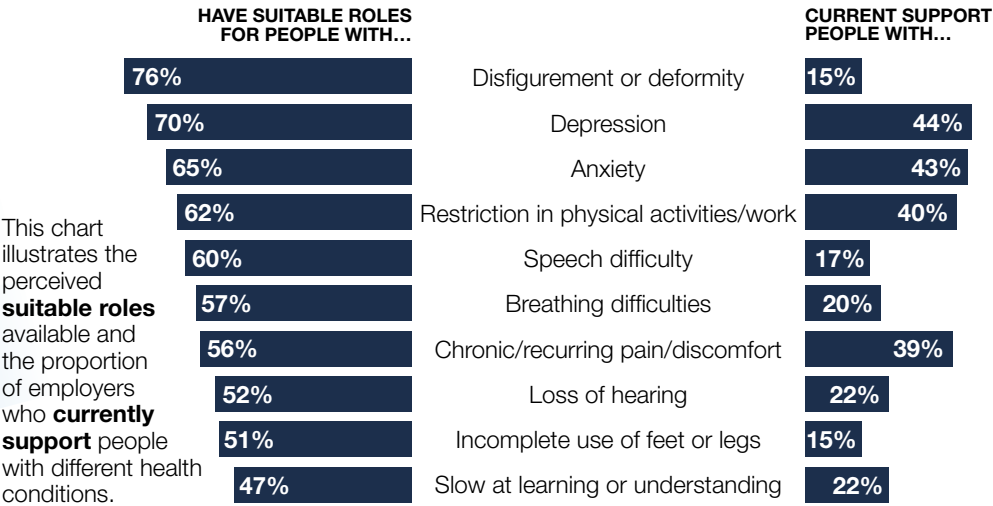 HAVE SUITABLE ROLES
FOR PEOPLE WITH...
CURRENT SUPPORT
PEOPLE WITH...
76% Disfigurement or deformity 15%
70% Depression 44%
65% Anxiety 43%
62% Restriction in physical activities/work 40%
60% Speech difficulty 17%
57% Breathing difficulties 20%
56% Chronic/recurring pain/discomfort 39%
52% Loss of hearing 22%
51% Incomplete use of feet or legs 15%
47% Slow at learning or understanding 22%
This chart
illustrates the
perceived
suitable roles
available and
the proportion
of employers
who currently
support people
with different health
conditions.